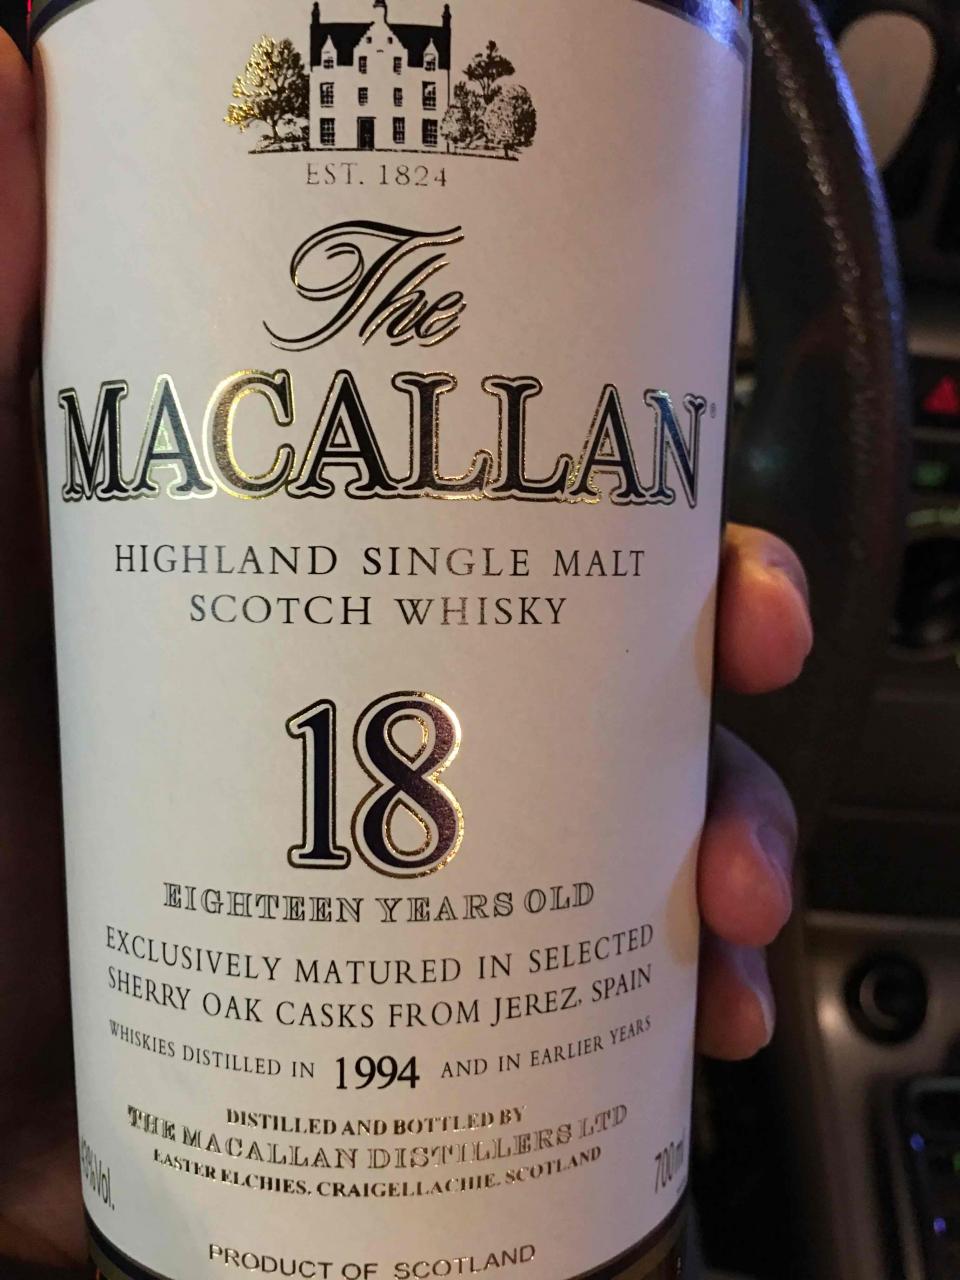 EST. 1824
The
MACALLAN
HIGHLAND SINGLE MALT
SCOTCH WHISKY
18
EIGHTEEN YEARS OLD
EXCLUSIVELY MATURED IN SELECTED
SHERRY OAK CASKS FROM JEREZ, SPAIN
WHISKIES DISTILLED IN 1994 AND IN EARLIER YEARS
DISTILLED AND BOTTLED BY
THE MACALLAN DISTILLERS LTD
EASTER ELCHIES, CRAIGELLACHIE, SCOTLAND
700ml
PRODUCT OF SCOTLAND